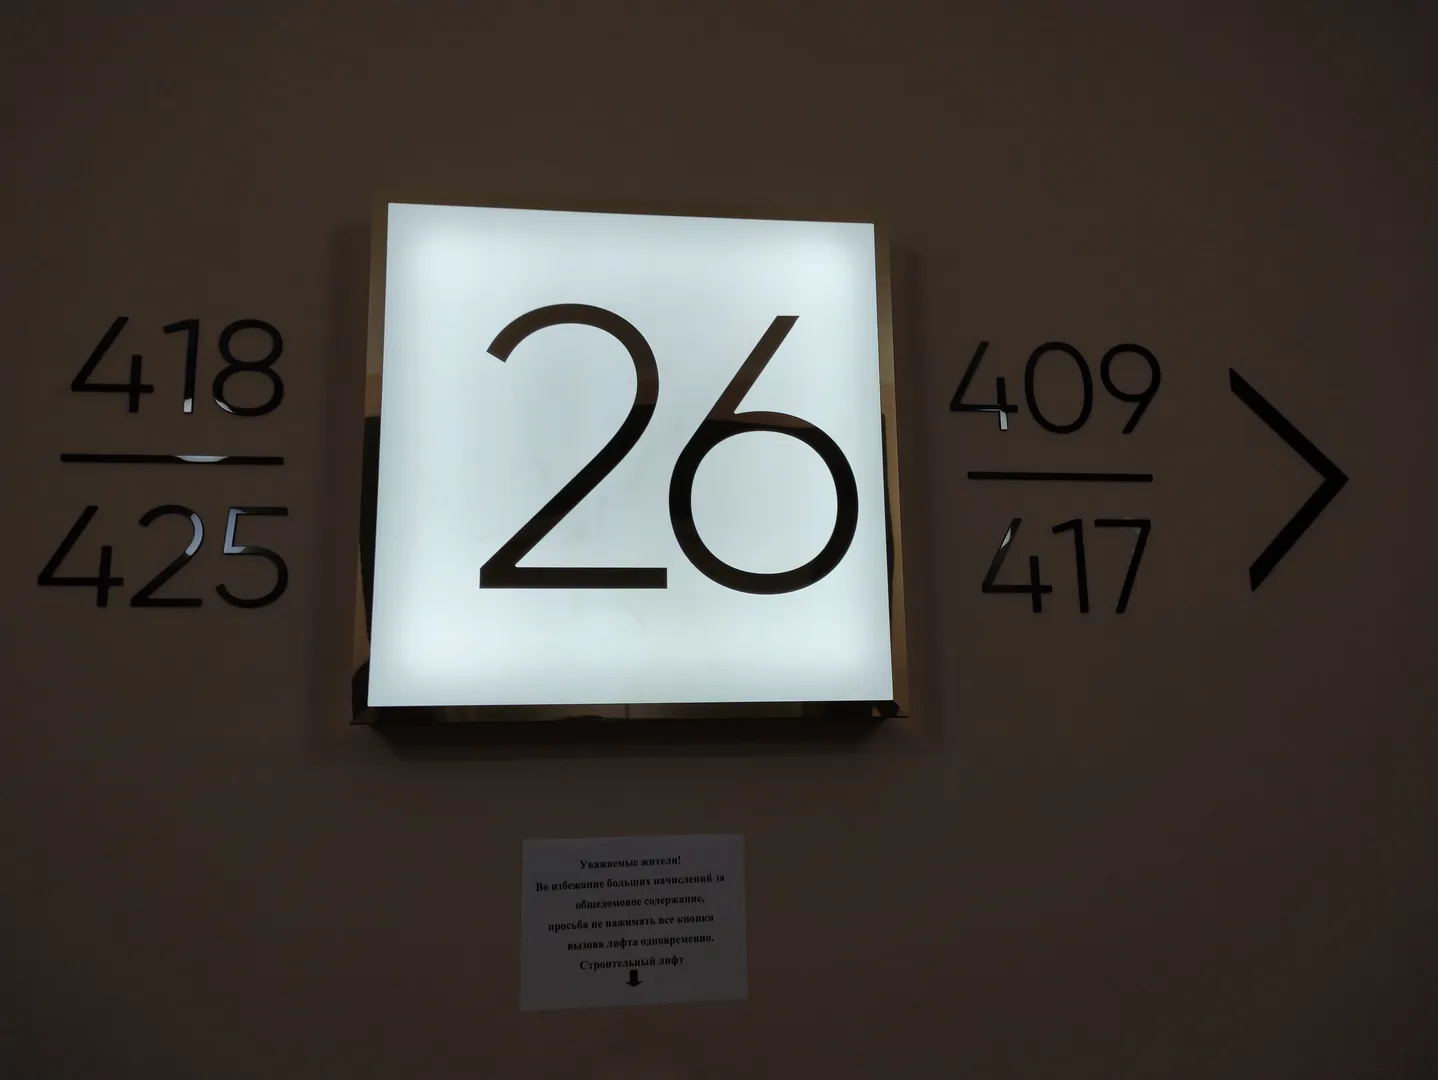 418
425
26
409
417
Уважаемые жители!
Во избежание больших начислений за
общедомовое содержание,
просьба не нажимать все кнопки
вызова лифта одновременно.
Строительный лифт